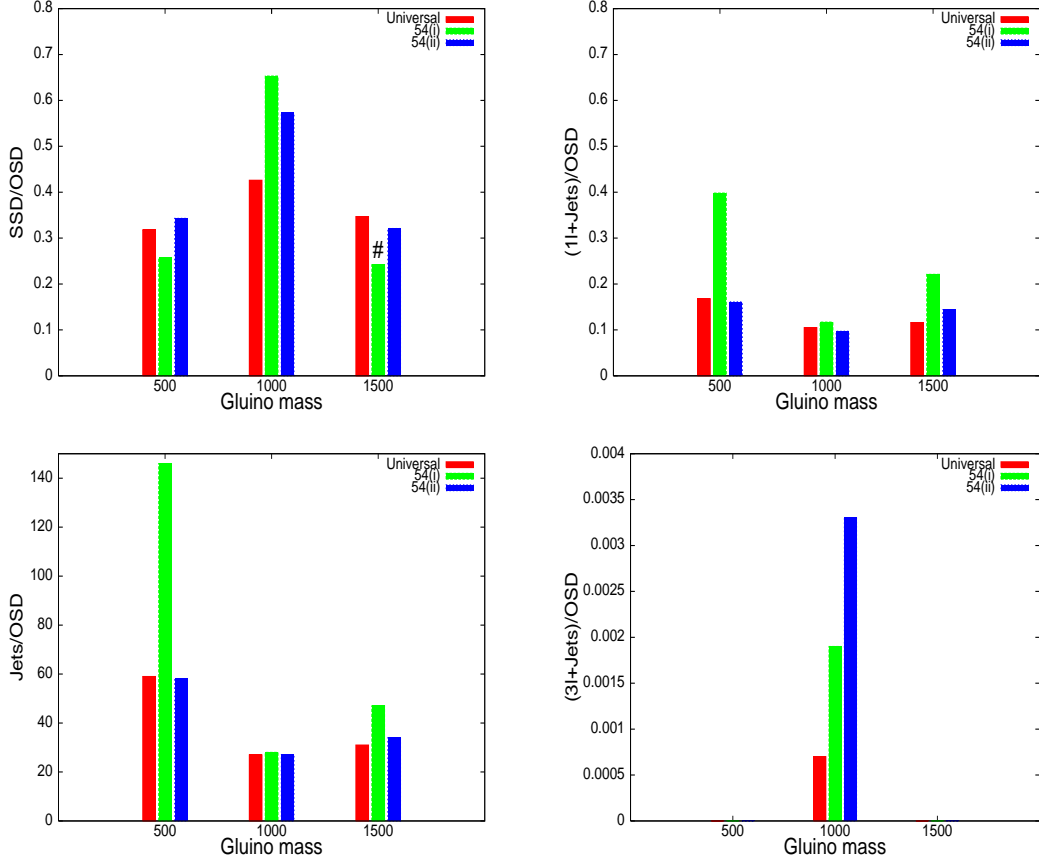 Universal
54(i)
54(ii)
SSD/OSD
0.8
0.7
0.6
0.5
0.4
0.3
0.2
0.1
0
#
500 1000 1500
Gluino mass
Universal
54(i)
54(ii)
(1l+Jets)/OSD
0.8
0.7
0.6
0.5
0.4
0.3
0.2
0.1
0
500 1000 1500
Gluino mass
Universal
54(i)
54(ii)
Jets/OSD
140
120
100
80
60
40
20
0
500 1000 1500
Gluino mass
Universal
54(i)
54(ii)
(3l+Jets)/OSD
0.004
0.0035
0.003
0.0025
0.002
0.0015
0.001
0.0005
0
500 1000 1500
Gluino mass